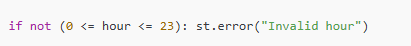 if not (0 <= hour <= 23): st.error("Invalid hour")